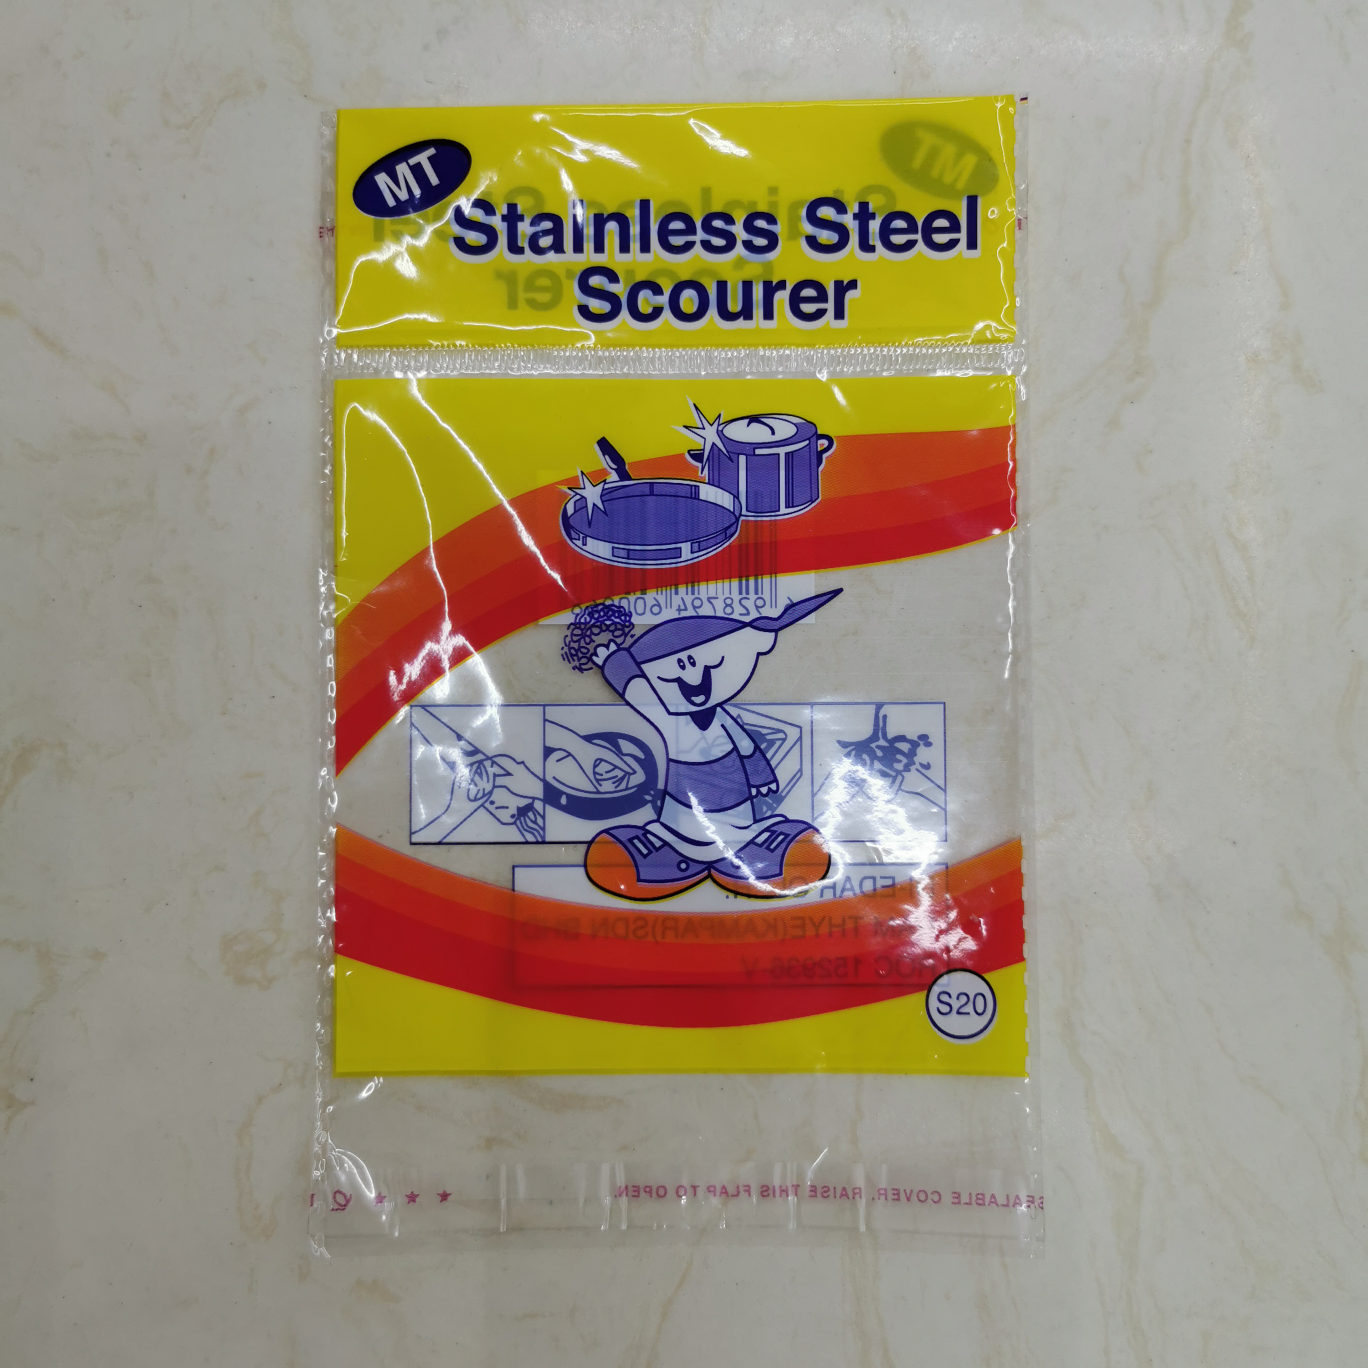 MT
Stainless Steel
Scourer
S20
SEALABLE COVER, RAISE THIS FLAP TO OPEN.